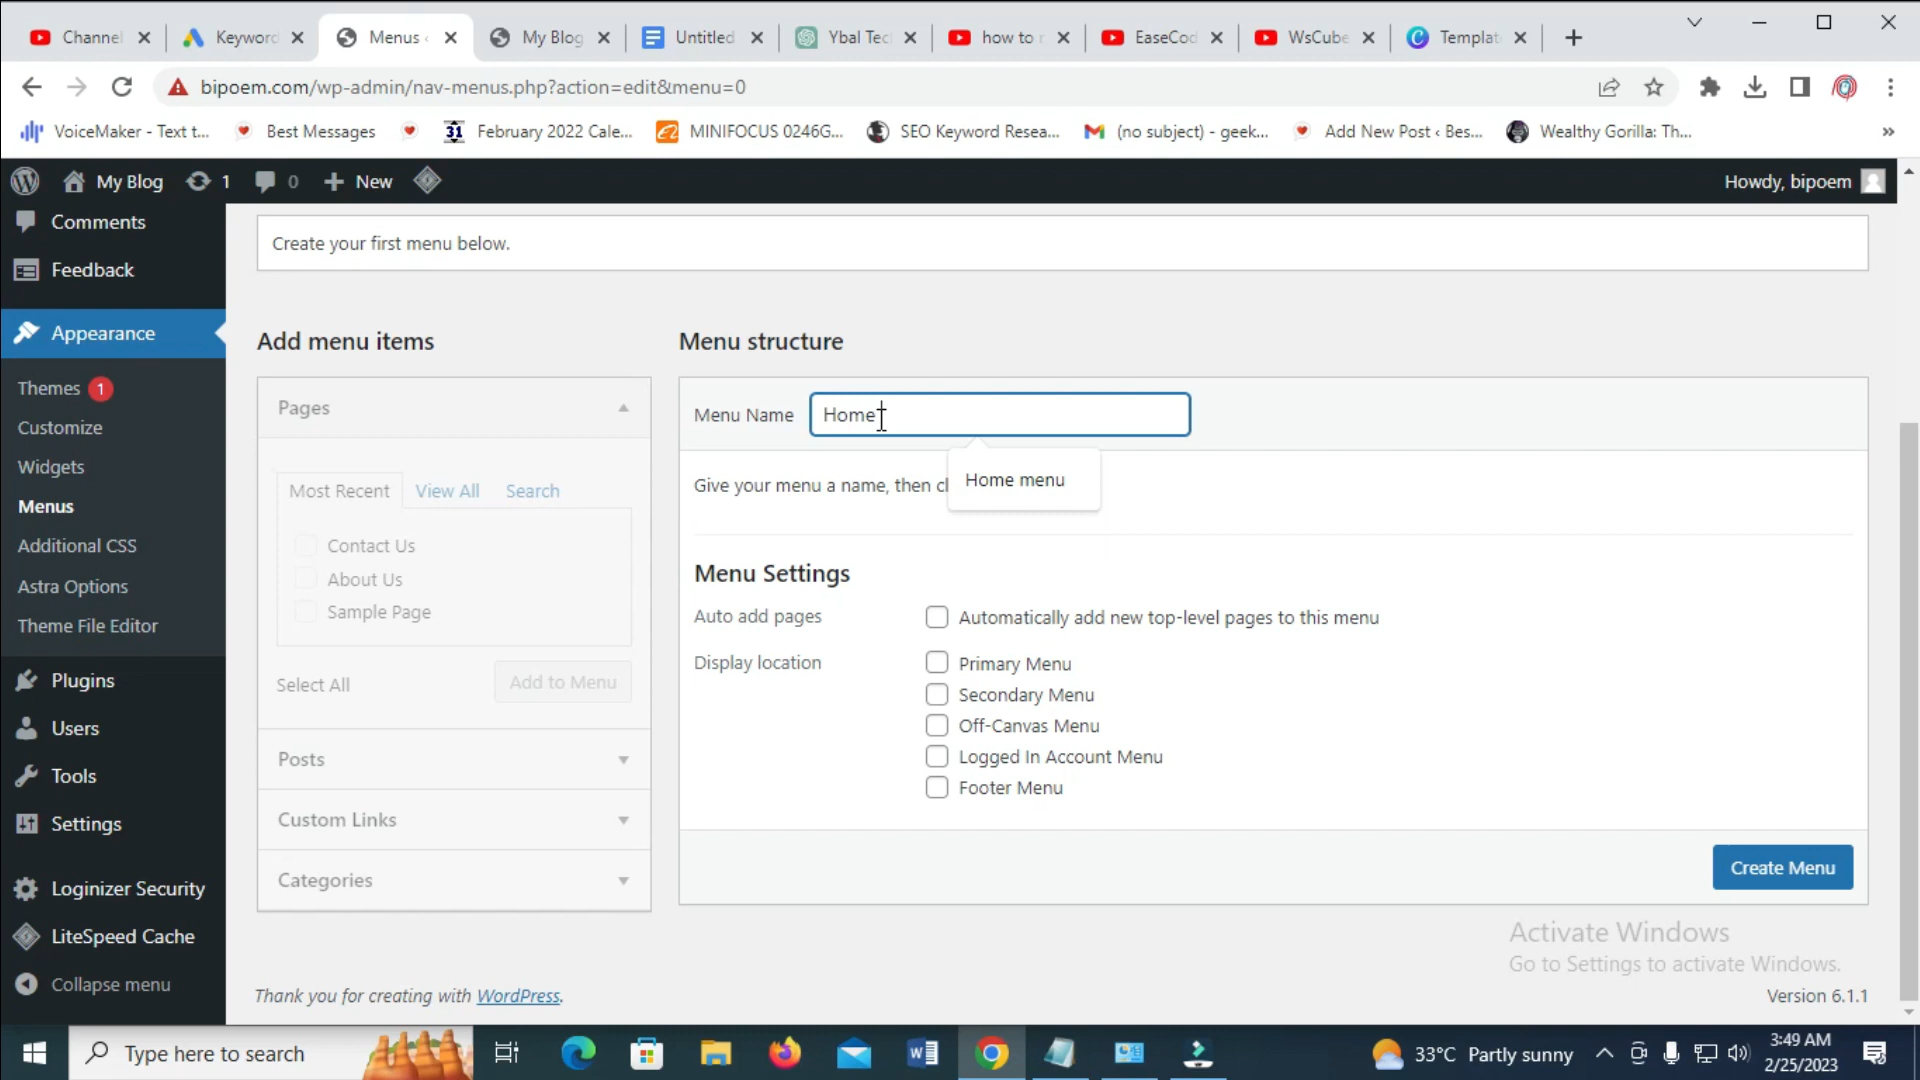 Channel
Keyword
Menus
My Blog
Untitled
Ybal Tec
how to
EaseCod
WsCube
Templat
bipoem.com/wp-admin/nav-menus.php?action=edit&menu=0
VoiceMaker - Text t...
Best Messages
31
February 2022 Cale...
MINIFOCUS 0246G...
SEO Keyword Resea...
(no subject) - geek...
Add New Post ‹ Bes...
Wealthy Gorilla: Th...
»
My Blog
1
0
New
Howdy, bipoem
Comments
Feedback
Appearance
Themes 1
Customize
Widgets
Menus
Additional CSS
Astra Options
Theme File Editor
Plugins
Users
Tools
Settings
Loginizer Security
LiteSpeed Cache
Collapse menu
Create your first menu below.
Add menu items
Pages
Most Recent
View All
Search
Contact Us
About Us
Sample Page
Select All
Add to Menu
Posts
Custom Links
Categories
Menu structure
Menu Name
Home
Home menu
Give your menu a name, then cl
Menu Settings
Auto add pages
Automatically add new top-level pages to this menu
Display location
Primary Menu
Secondary Menu
Off-Canvas Menu
Logged In Account Menu
Footer Menu
Create Menu
Activate Windows
Go to Settings to activate Windows.
Thank you for creating with WordPress.
Version 6.1.1
Type here to search
33°C Partly sunny
3:49 AM
2/25/2023